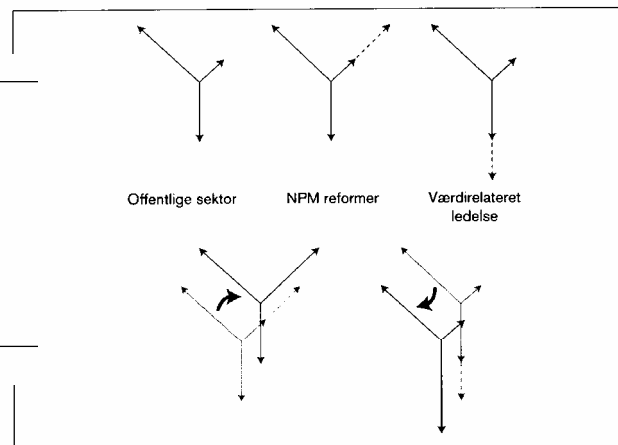 Offentlige sektor
NPM reformer
Værdirelateret
ledelse